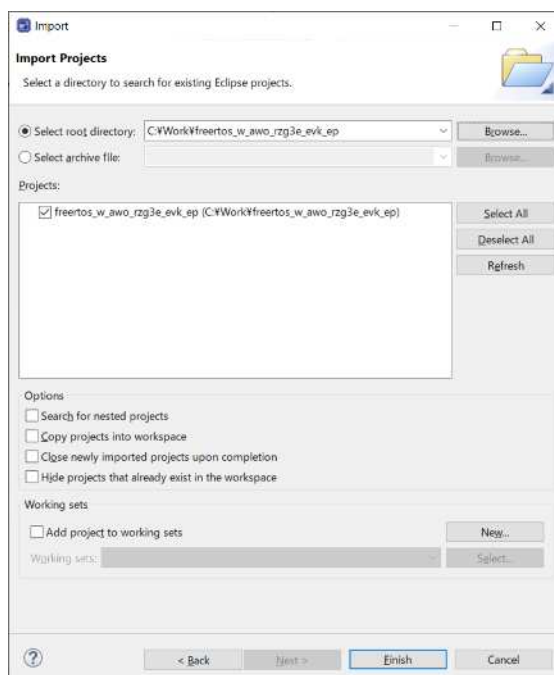 Import
Import Projects
Select a directory to search for existing Eclipse projects.
Select root directory: C:¥Work¥freertos_w_awo_rzg3e_evk_ep Browse...
Select archive file: Browse...
Projects:
freertos_w_awo_rzg3e_evk_ep (C:¥Work¥freertos_w_awo_rzg3e_evk_ep) Select All
Deselect All
Refresh
Options
Search for nested projects
Copy projects into workspace
Close newly imported projects upon completion
Hide projects that already exist in the workspace
Working sets
Add project to working sets New...
Working sets: Select...
? < Back Next > Finish Cancel